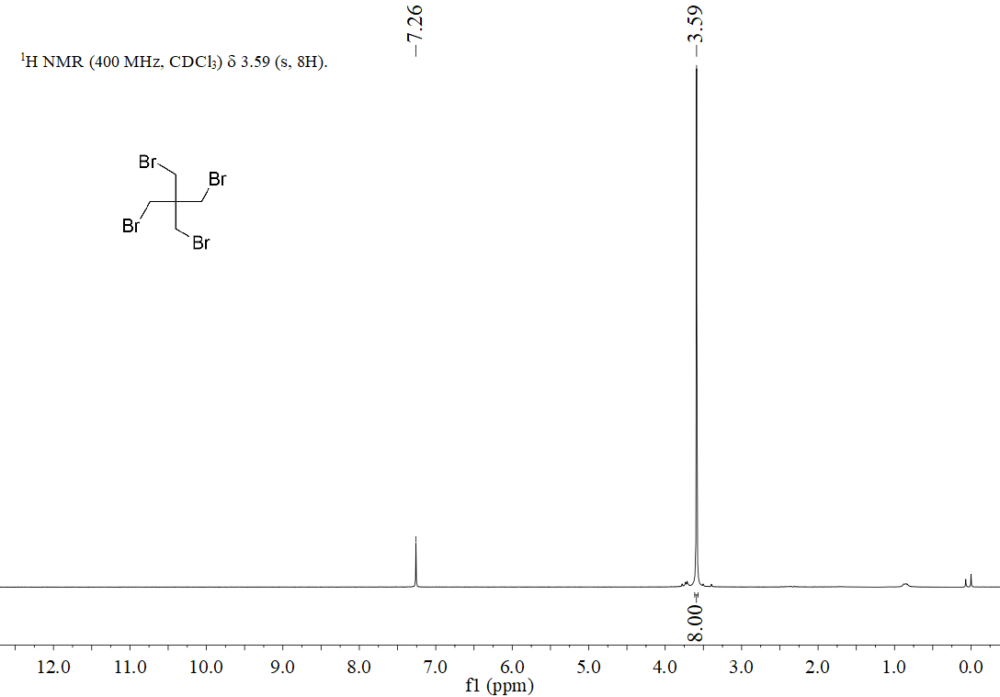 7.26
3.59
¹H NMR (400 MHz, CDCl₃) δ 3.59 (s, 8H).
Br
Br
Br
Br
8.00
12.0 11.0 10.0 9.0 8.0 7.0 6.0 5.0 4.0 3.0 2.0 1.0 0.0
f1 (ppm)